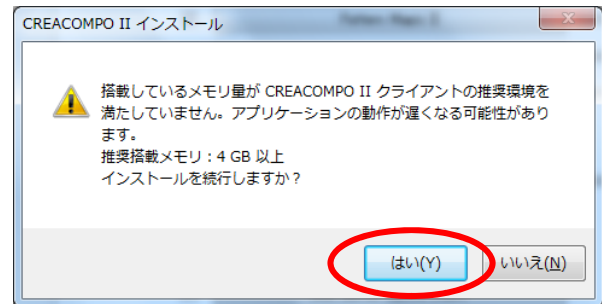 CREACOMPO II インストール
搭載しているメモリ量が CREACOMPO II クライアントの推奨環境を
満たしていません。アプリケーションの動作が遅くなる可能性があり
ます。
推奨搭載メモリ：4 GB 以上
インストールを続行しますか？
はい(Y)
いいえ(N)